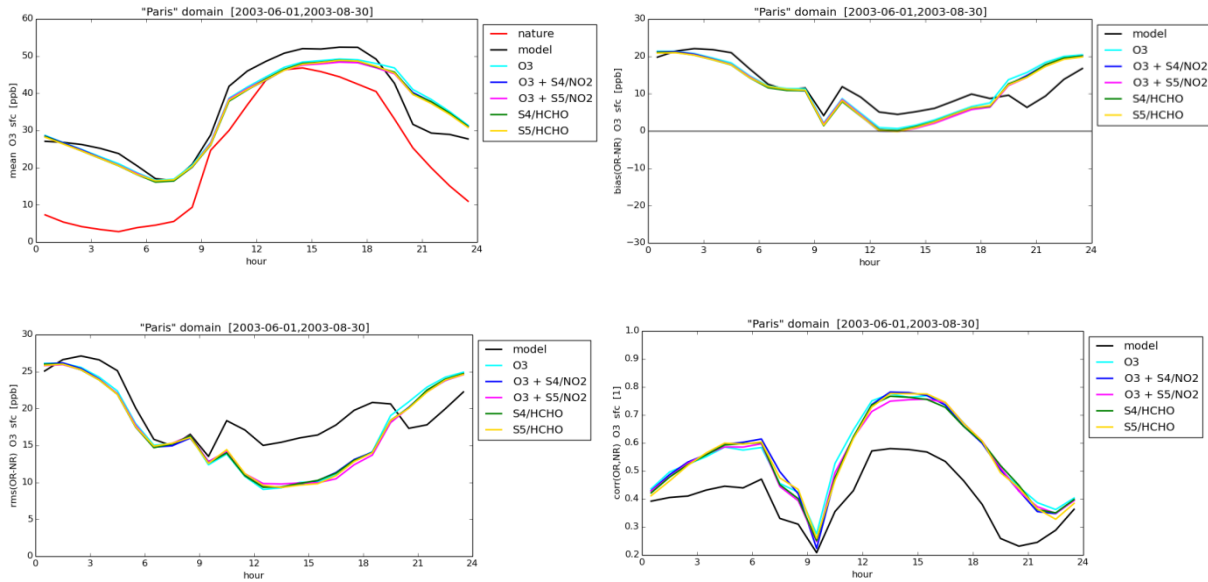 "Paris" domain [2003-06-01,2003-08-30]
60
50
40
30
20
10
0
mean O3 sfc [ppb]
0 3 6 9 12 15 18 21 24
hour
nature
model
O3
O3 + S4/NO2
O3 + S5/NO2
S4/HCHO
S5/HCHO
"Paris" domain [2003-06-01,2003-08-30]
30
20
10
0
−10
−20
−30
bias(OR-NR) O3 sfc [ppb]
0 3 6 9 12 15 18 21 24
hour
model
O3
O3 + S4/NO2
O3 + S5/NO2
S4/HCHO
S5/HCHO
"Paris" domain [2003-06-01,2003-08-30]
30
25
20
15
10
5
0
rms(OR-NR) O3 sfc [ppb]
0 3 6 9 12 15 18 21 24
hour
model
O3
O3 + S4/NO2
O3 + S5/NO2
S4/HCHO
S5/HCHO
"Paris" domain [2003-06-01,2003-08-30]
1.0
0.9
0.8
0.7
0.6
0.5
0.4
0.3
0.2
corr(OR,NR) O3 sfc [1]
0 3 6 9 12 15 18 21 24
hour
model
O3
O3 + S4/NO2
O3 + S5/NO2
S4/HCHO
S5/HCHO